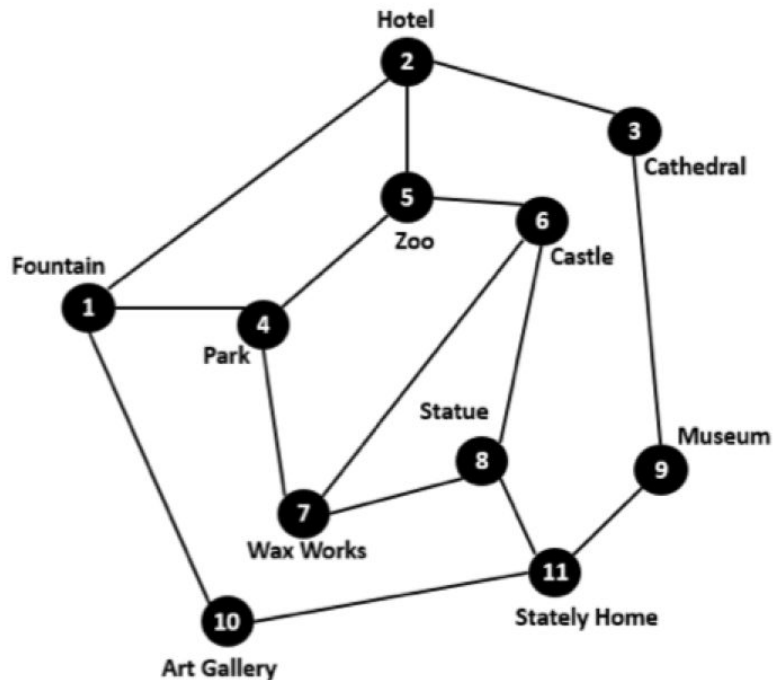 Hotel
2
3
Cathedral
5
Zoo
6
Castle
Fountain
1
4
Park
Statue
8
Museum
9
7
Wax Works
11
Stately Home
10
Art Gallery